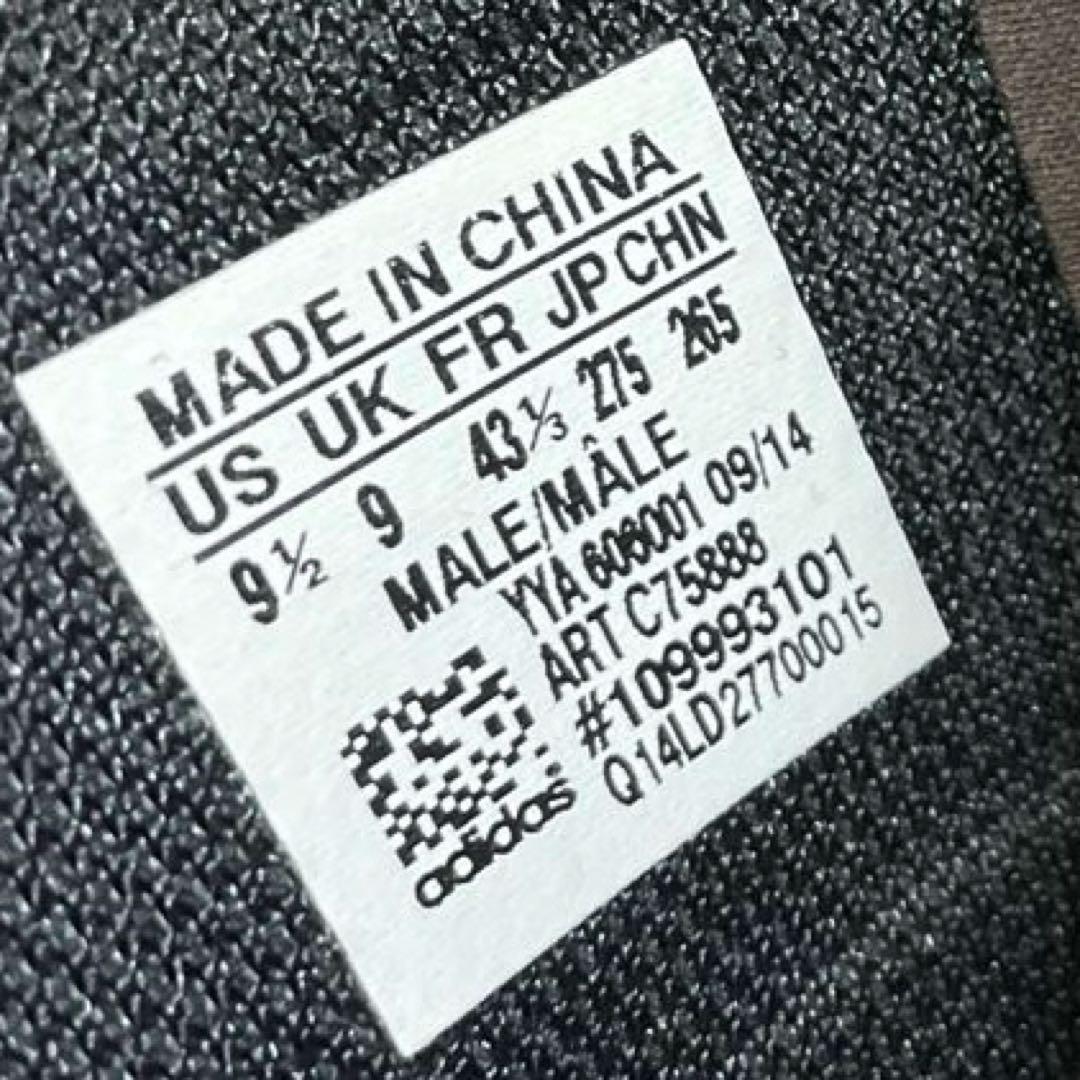 MADE IN CHINA
US UK FR JP CHN
9½ 9 43⅓ 275 265
MALE/MÂLE
YYA 606001 09/14
ART C75888
#109993101
Q14LD27700015
adidas